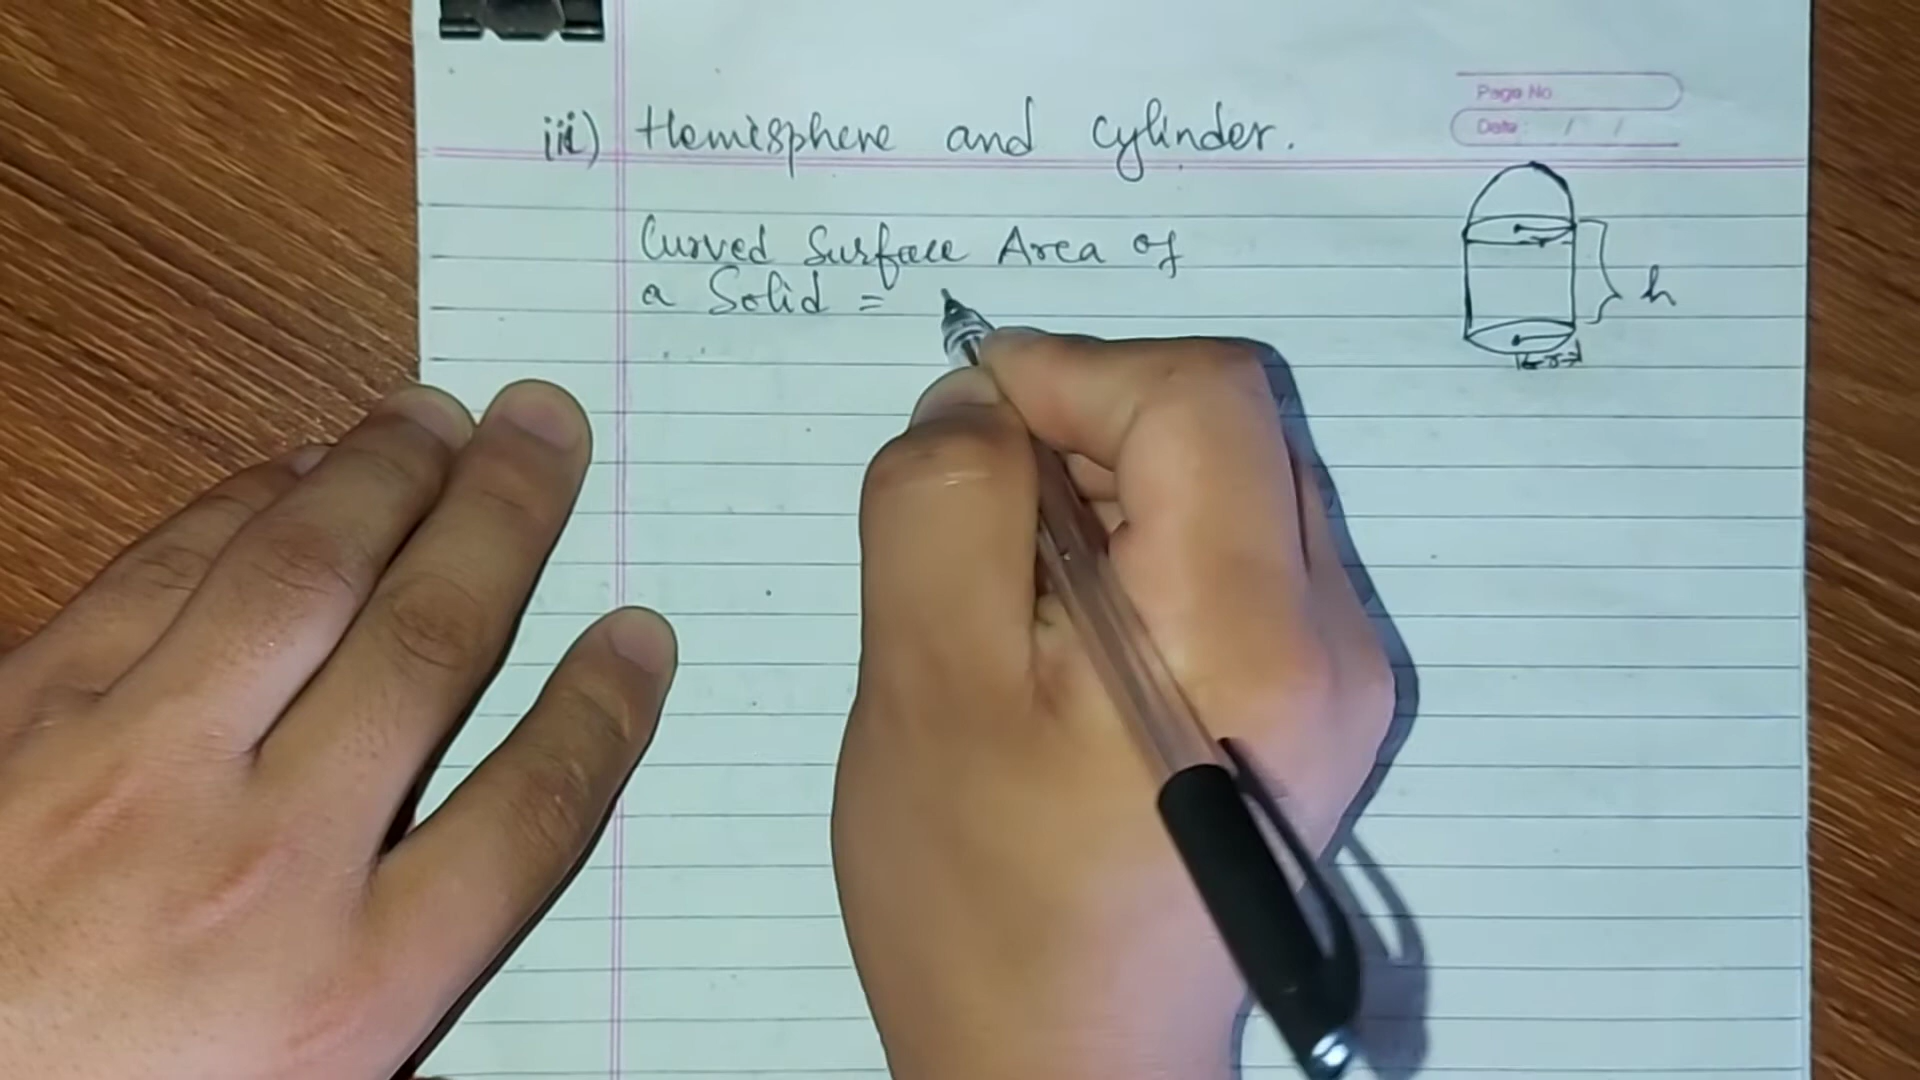 Page No
Date : / /
iii) Hemisphere and Cylinder.
Curved Surface Area of
a Solid =
h
r